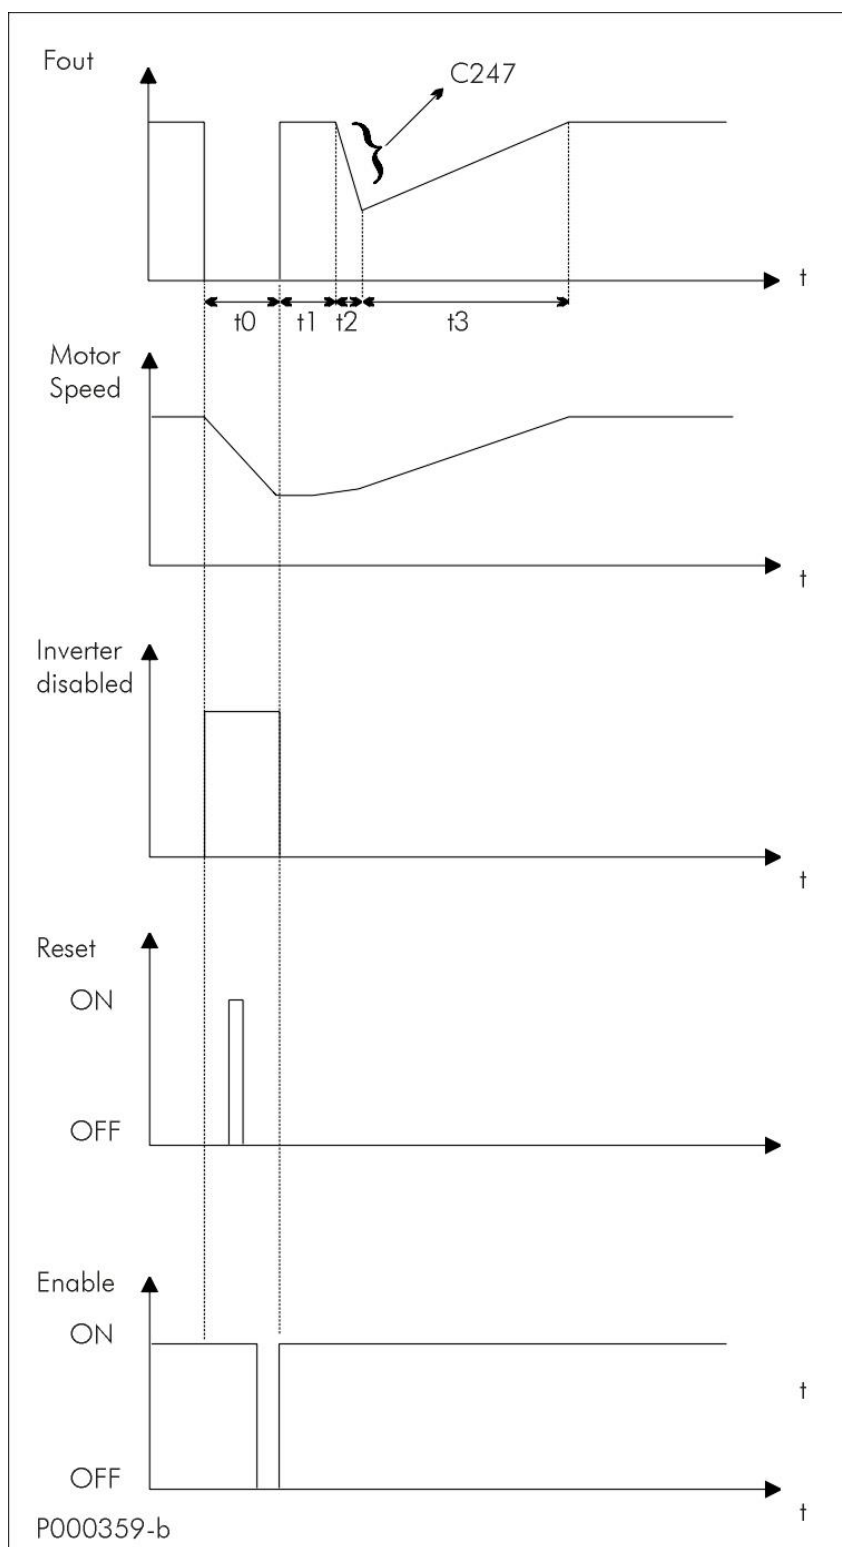 Fout
C247
t
t0 t1 t2 t3
Motor
Speed
t
Inverter
disabled
t
Reset
ON
OFF
Enable
ON
t
OFF
t
P000359-b